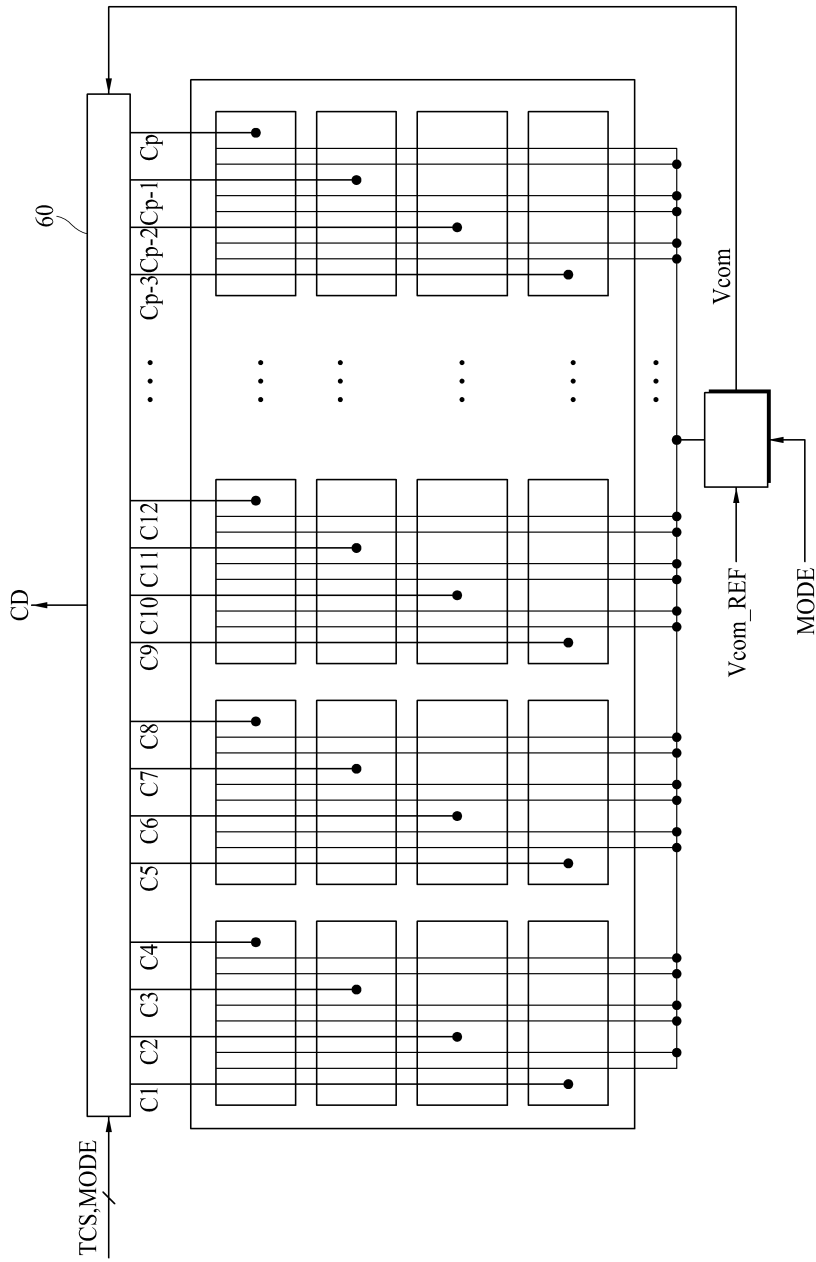 CD
60
TCS,MODE
C1
C2
C3
C4
C5
C6
C7
C8
C9
C10
C11
C12
Cp-3
Cp-2
Cp-1
Cp
Vcom
Vcom_REF
MODE